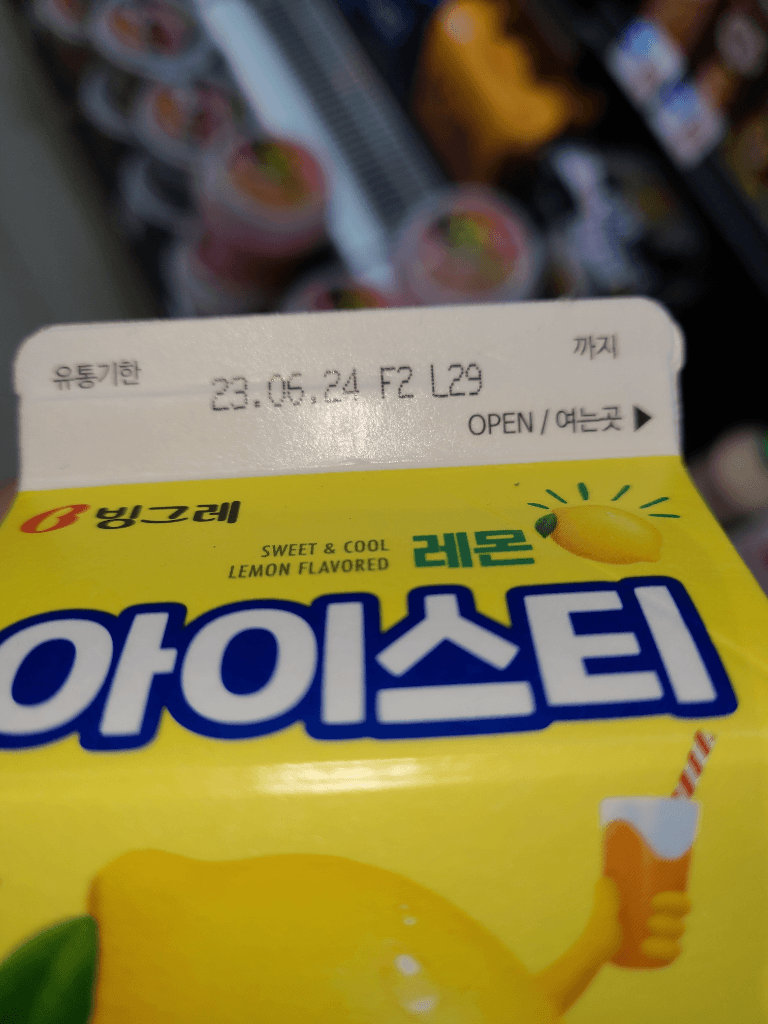 유통기한
까지
23.06.24 F2 L29
OPEN / 여는곳 ▶
빙그레
SWEET & COOL
LEMON FLAVORED
레몬
아이스티